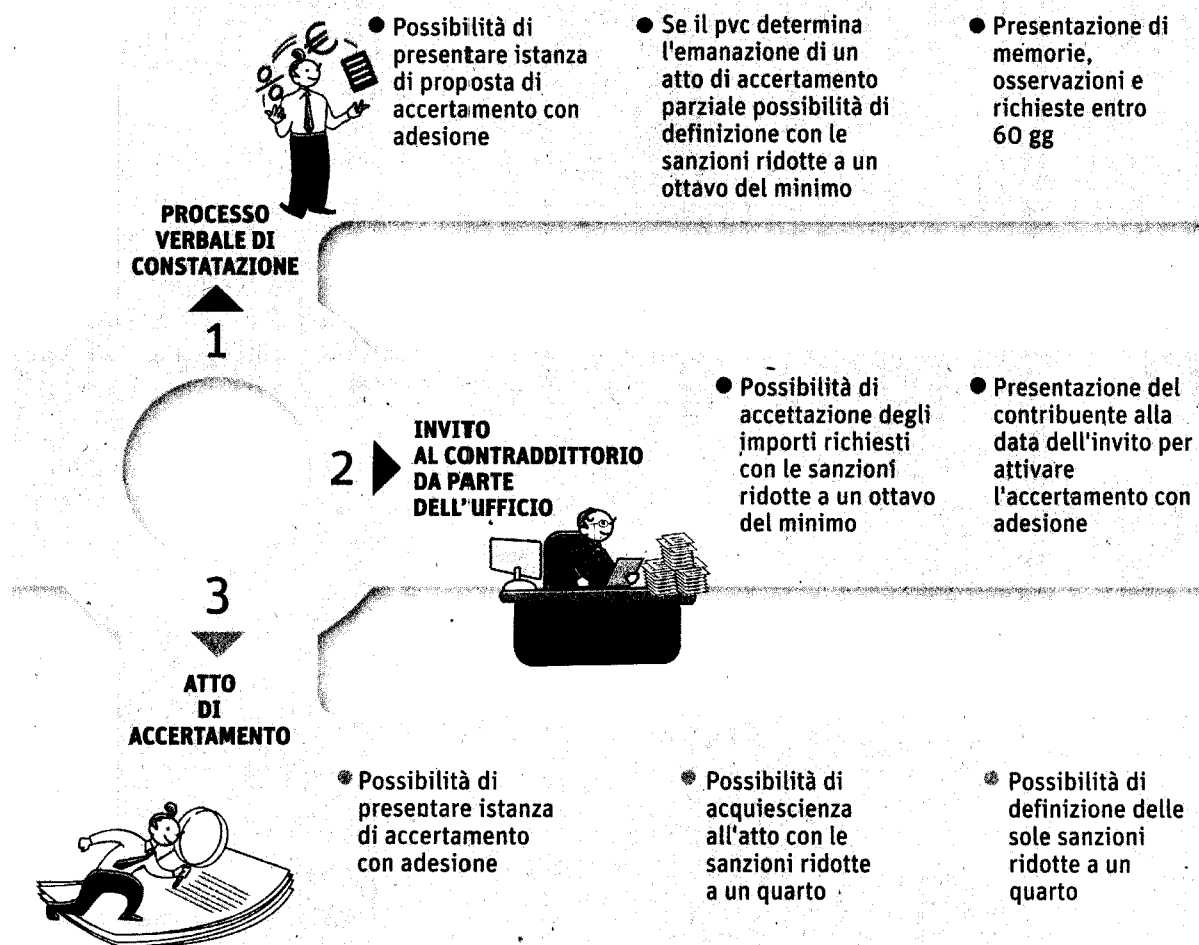 ● Possibilità di
presentare istanza
di proposta di
accertamento con
adesione
● Se il pvc determina
l'emanazione di un
atto di accertamento
parziale possibilità di
definizione con le
sanzioni ridotte a un
ottavo del minimo
● Presentazione di
memorie,
osservazioni e
richieste entro
60 gg
€
%
PROCESSO
VERBALE DI
CONSTATAZIONE
1
2
INVITO
AL CONTRADDITTORIO
DA PARTE
DELL'UFFICIO
● Possibilità di
accettazione degli
importi richiesti
con le sanzioni
ridotte a un ottavo
del minimo
● Presentazione del
contribuente alla
data dell'invito per
attivare
l'accertamento con
adesione
3
ATTO
DI
ACCERTAMENTO
● Possibilità di
presentare istanza
di accertamento
con adesione
● Possibilità di
acquiescienza
all'atto con le
sanzioni ridotte
a un quarto
● Possibilità di
definizione delle
sole sanzioni
ridotte a un
quarto